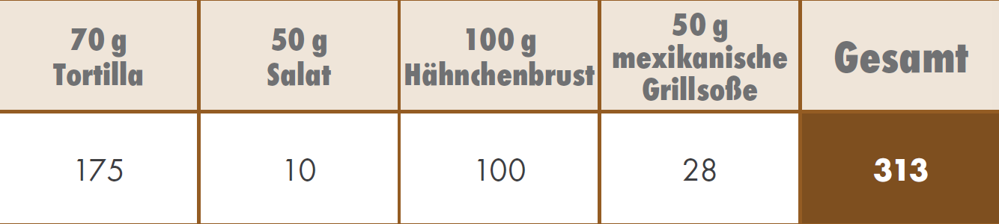 70 g
Tortilla
50 g
Salat
100 g
Hähnchenbrust
50 g
mexikanische
Grillsoße
Gesamt
175
10
100
28
313